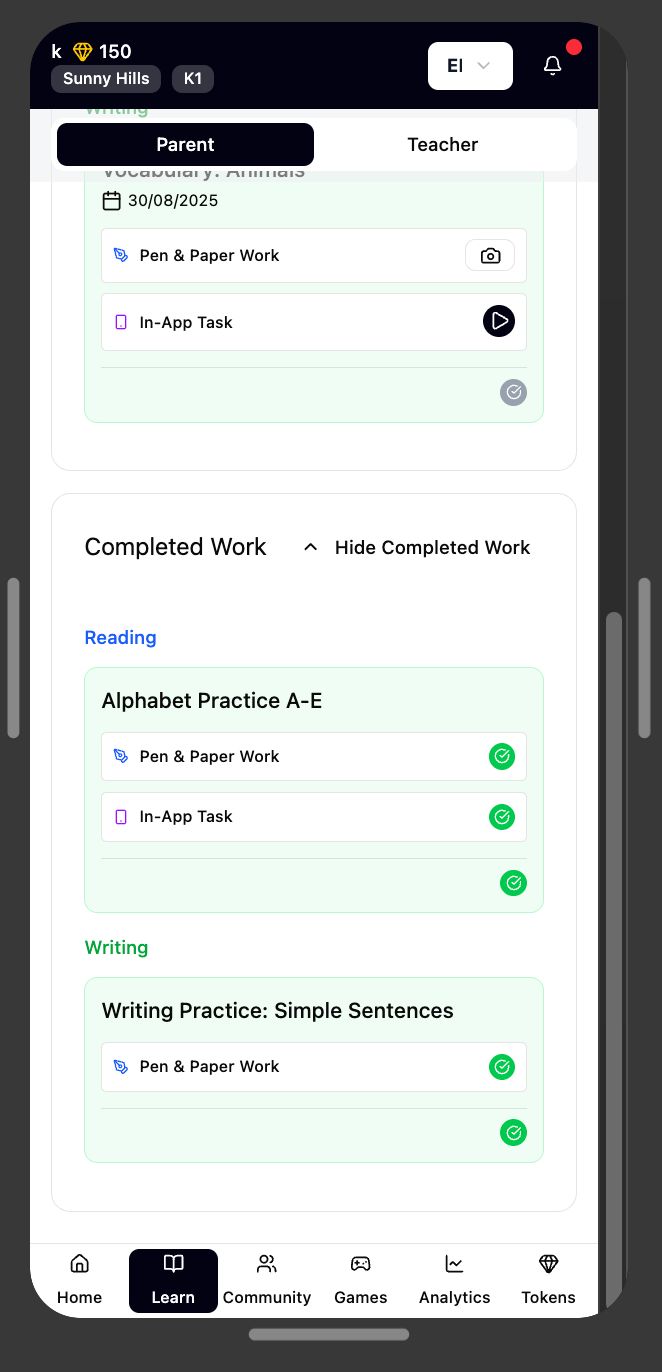 k 150
Sunny Hills K1
El
Writing
Parent Teacher
Vocabulary: Animals
30/08/2025
Pen & Paper Work
In-App Task
Completed Work Hide Completed Work
Reading
Alphabet Practice A-E
Pen & Paper Work
In-App Task
Writing
Writing Practice: Simple Sentences
Pen & Paper Work
Home Learn Community Games Analytics Tokens